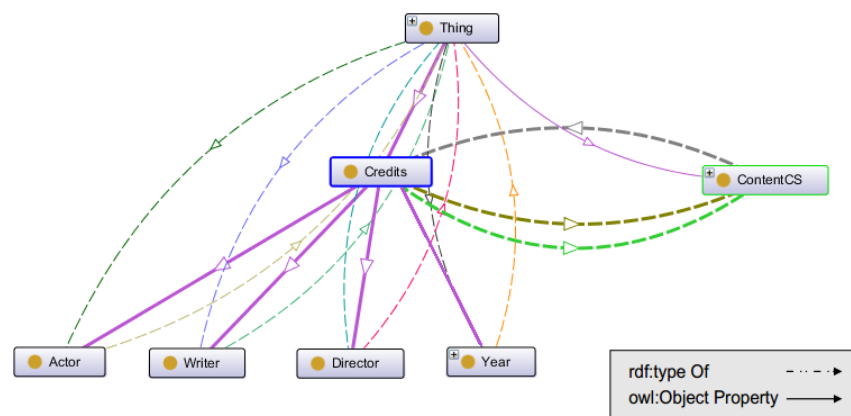 Thing
Credits
ContentCS
Actor
Writer
Director
Year
rdf:type Of
owl:Object Property